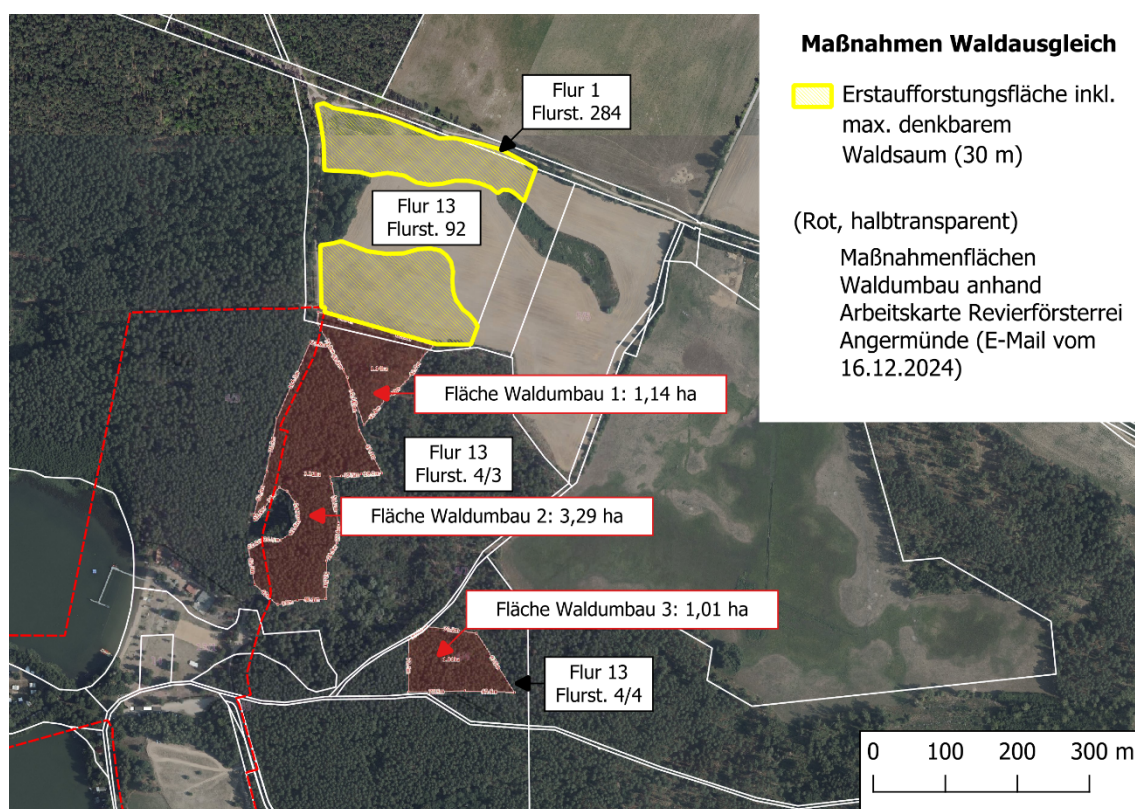 Maßnahmen Waldausgleich
Erstaufforstungsfläche inkl.
max. denkbarem
Waldsaum (30 m)
(Rot, halbtransparent)
Maßnahmenflächen
Waldumbau anhand
Arbeitskarte Revierförsterrei
Angermünde (E-Mail vom
16.12.2024)
Flur 1
Flurst. 284
Flur 13
Flurst. 92
Fläche Waldumbau 1: 1,14 ha
Flur 13
Flurst. 4/3
Fläche Waldumbau 2: 3,29 ha
Fläche Waldumbau 3: 1,01 ha
Flur 13
Flurst. 4/4
0 100 200 300 m